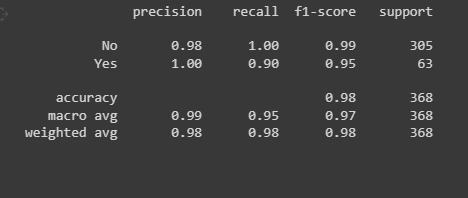 precision recall f1-score support
No 0.98 1.00 0.99 305
Yes 1.00 0.90 0.95 63
accuracy 0.98 368
macro avg 0.99 0.95 0.97 368
weighted avg 0.98 0.98 0.98 368